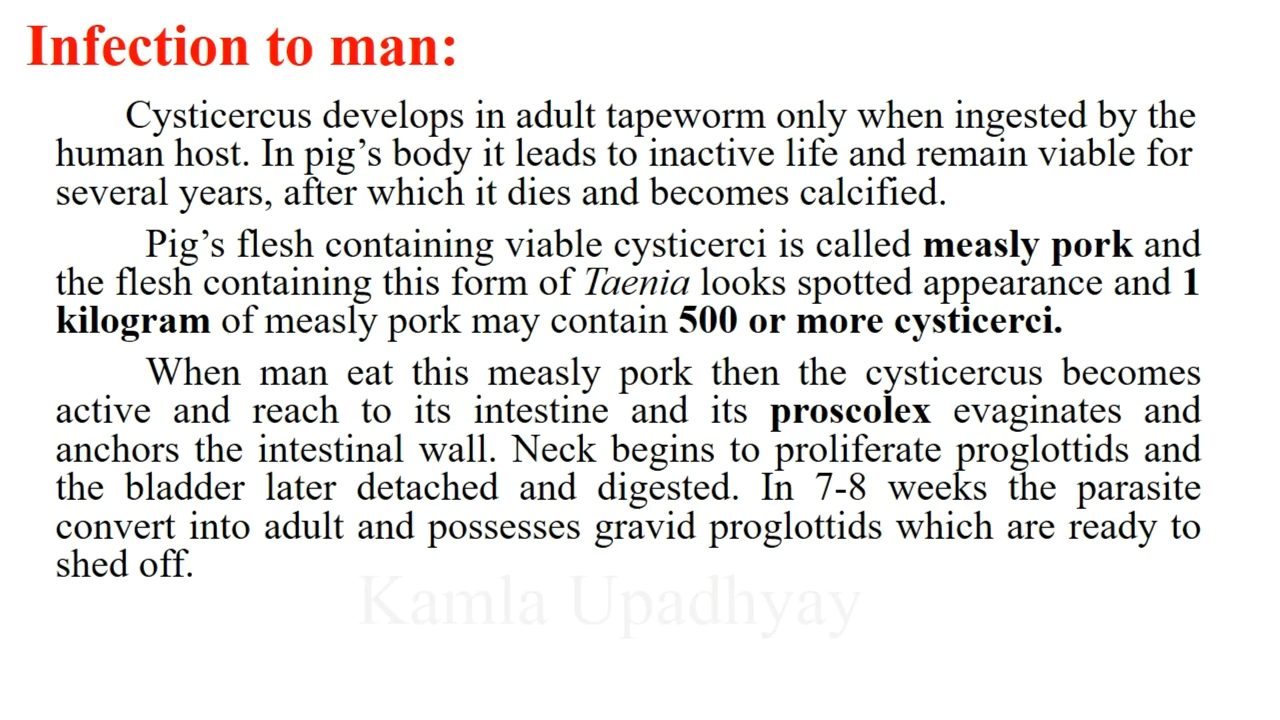 Infection to man:
Cysticercus develops in adult tapeworm only when ingested by the
human host. In pig’s body it leads to inactive life and remain viable for
several years, after which it dies and becomes calcified.
Pig’s flesh containing viable cysticerci is called measly pork and
the flesh containing this form of Taenia looks spotted appearance and 1
kilogram of measly pork may contain 500 or more cysticerci.
When man eat this measly pork then the cysticercus becomes
active and reach to its intestine and its proscolex evaginates and
anchors the intestinal wall. Neck begins to proliferate proglottids and
the bladder later detached and digested. In 7-8 weeks the parasite
convert into adult and possesses gravid proglottids which are ready to
shed off.
Kamla Upadhyay